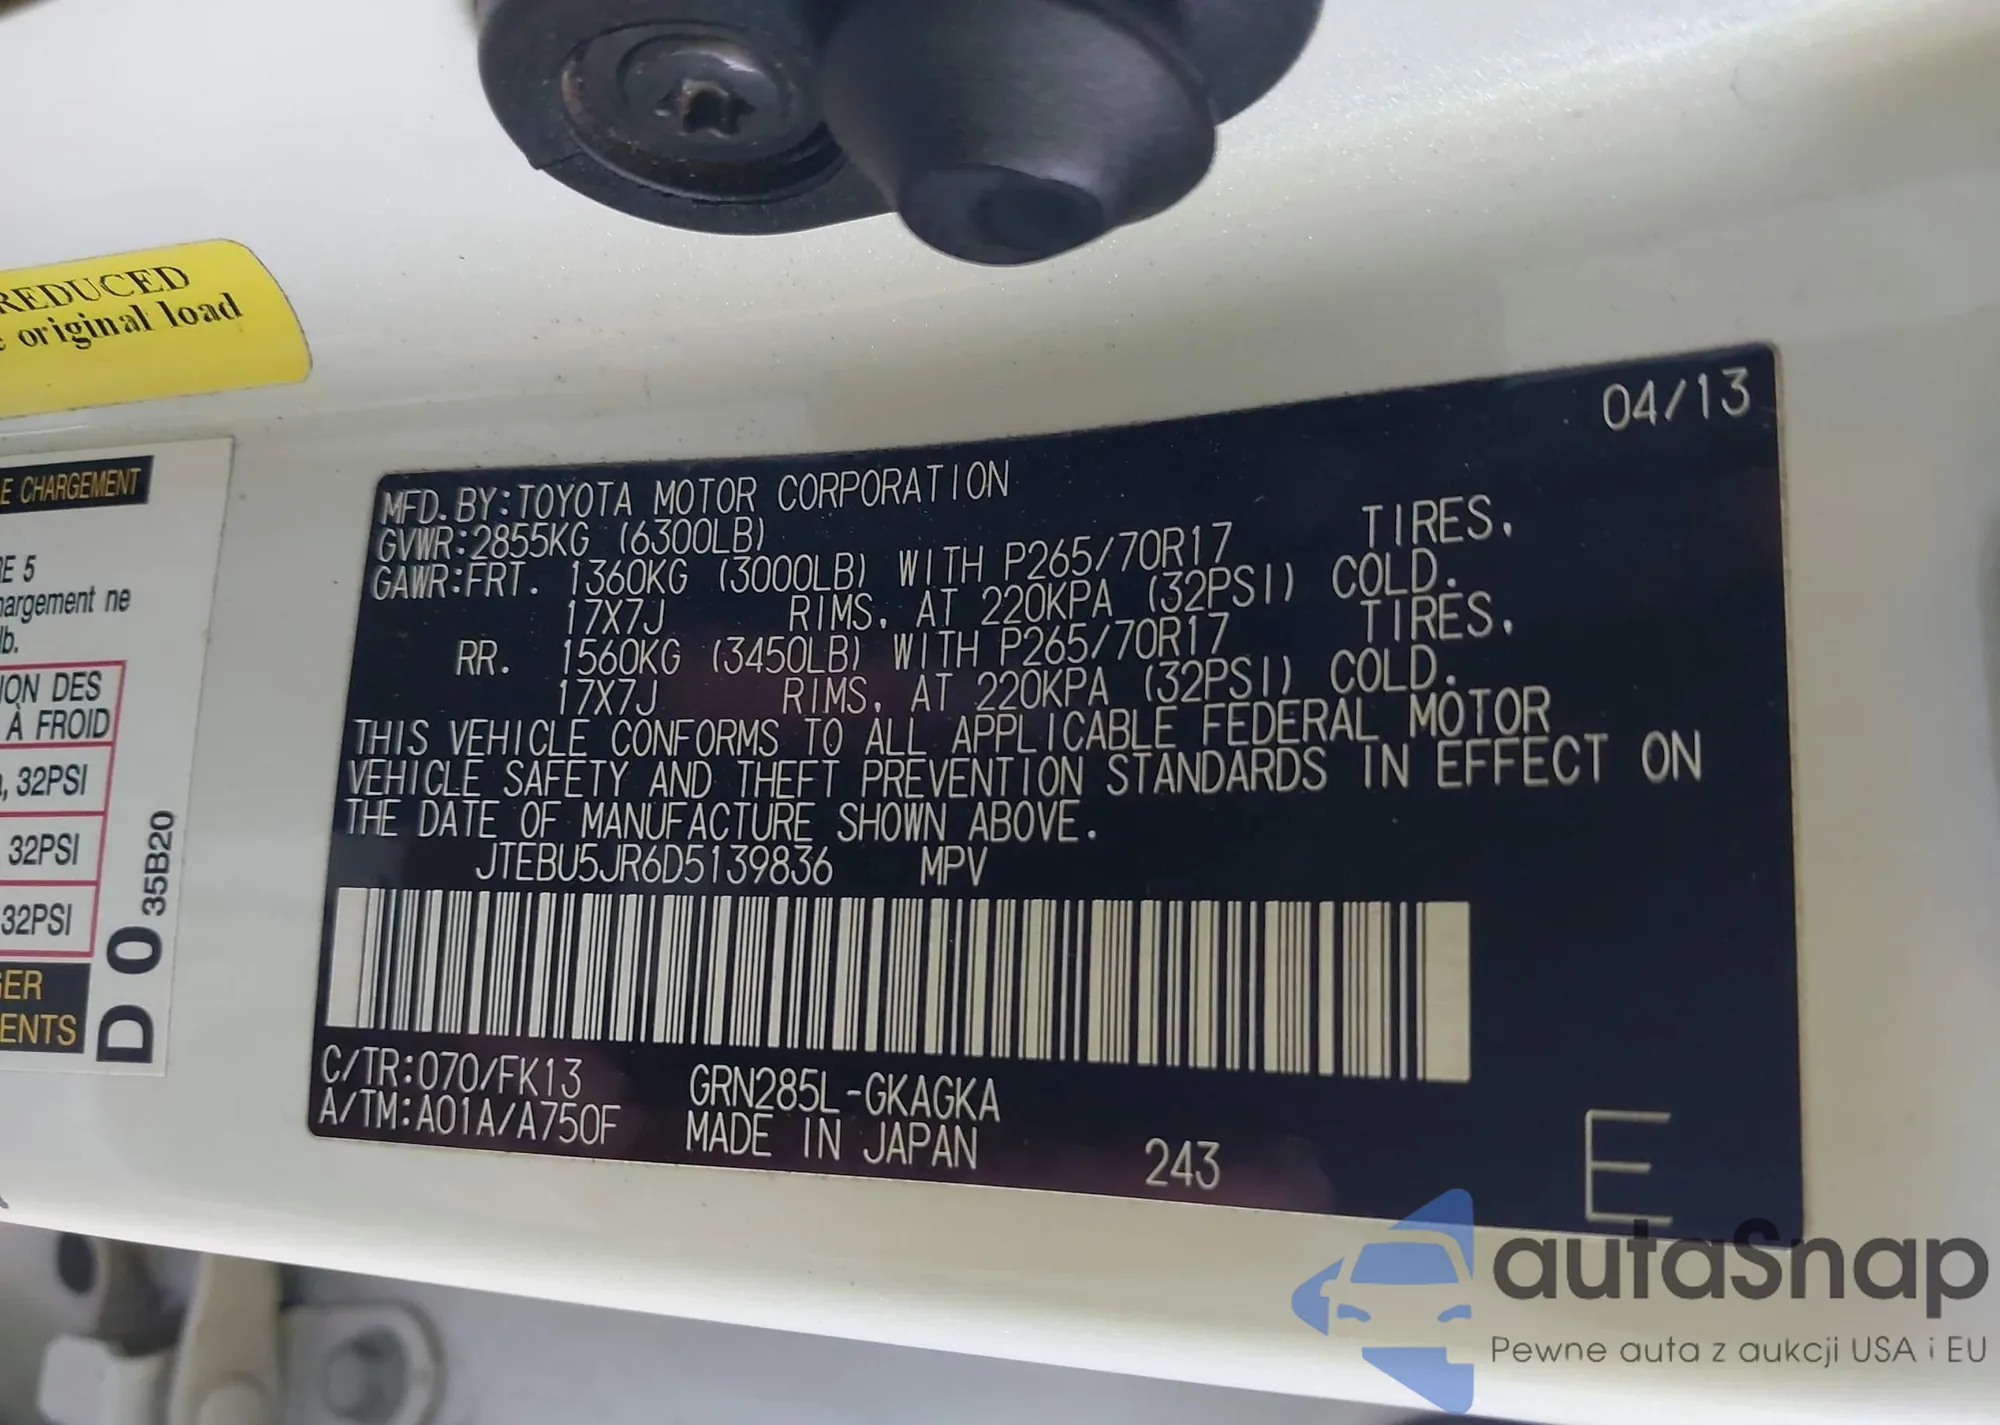 REDUCED
original load
E CHARGEMENT
RE 5
hargement ne
lb.
ION DES
À FROID
, 32PSI
32PSI
32PSI
GER
ENTS
D 0 35B20
04/13
MFD. BY: TOYOTA MOTOR CORPORATION
GVWR: 2855KG (6300LB)
GAWR: FRT. 1360KG (3000LB) WITH P265/70R17 TIRES,
17X7J RIMS, AT 220KPA (32PSI) COLD.
RR. 1560KG (3450LB) WITH P265/70R17 TIRES,
17X7J RIMS, AT 220KPA (32PSI) COLD.
THIS VEHICLE CONFORMS TO ALL APPLICABLE FEDERAL MOTOR
VEHICLE SAFETY AND THEFT PREVENTION STANDARDS IN EFFECT ON
THE DATE OF MANUFACTURE SHOWN ABOVE.
JTEBU5JR6D5139836 MPV
C/TR: 070/FK13 GRN285L-GKAGKA
A/TM: A01A/A750F MADE IN JAPAN 243
E
autaSnap
Pewne auta z aukcji USA i EU